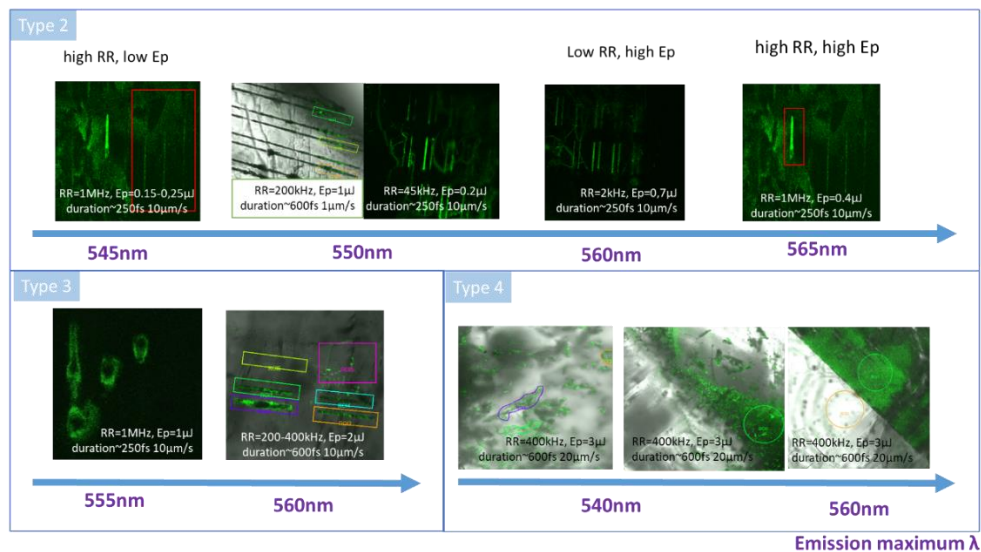 Type 2
high RR, low Ep
Low RR, high Ep
high RR, high Ep
RR=1MHz, Ep=0.15-0,25µJ
duration~250fs 10µm/s
RR=200kHz, Ep=1µJ
duration~600fs 1µm/s
RR=45kHz, Ep=0.2µJ
duration~250fs 10µm/s
RR=2kHz, Ep=0,7µJ
duration~250fs 10µm/s
RR=1MHz, Ep=0.4µJ
duration~250fs 10µm/s
545nm
550nm
560nm
565nm
Type 3
RR=1MHz, Ep=1µJ
duration~250fs 10µm/s
RR=200-400kHz, Ep=2µJ
duration~600fs 10µm/s
555nm
560nm
Type 4
RR=400kHz, Ep=3µJ
duration~600fs 20µm/s
RR=400kHz, Ep=3µJ
duration~600fs 20µm/s
RR=400kHz, Ep=3µJ
duration~600fs 20µm/s
540nm
560nm
Emission maximum λ